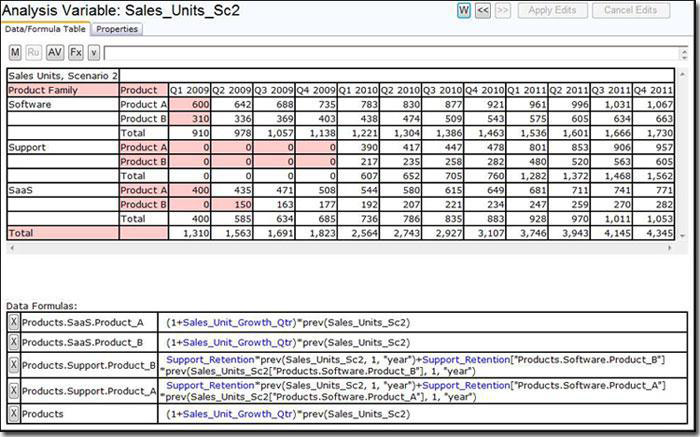 Analysis Variable: Sales_Units_Sc2 W << >> Apply Edits Cancel Edits
Data/Formula Table Properties
M Ru AV Fx v
Sales Units, Scenario 2
Product Family Product Q1 2009 Q2 2009 Q3 2009 Q4 2009 Q1 2010 Q2 2010 Q3 2010 Q4 2010 Q1 2011 Q2 2011 Q3 2011 Q4 2011
Software Product A 600 642 688 735 783 830 877 921 961 996 1,031 1,067
Product B 310 336 369 403 438 474 509 543 575 605 634 663
Total 910 978 1,057 1,138 1,221 1,304 1,386 1,463 1,536 1,601 1,666 1,730
Support Product A 0 0 0 0 390 417 447 478 801 853 906 957
Product B 0 0 0 0 217 235 258 282 480 520 563 605
Total 0 0 0 0 607 652 705 760 1,282 1,372 1,468 1,562
SaaS Product A 400 435 471 508 544 580 615 649 681 711 741 771
Product B 0 150 163 177 192 207 221 234 247 259 270 282
Total 400 585 634 685 736 786 835 883 928 970 1,011 1,053
Total 1,310 1,563 1,691 1,823 2,564 2,743 2,927 3,107 3,746 3,943 4,145 4,345
Data Formulas:
X Products.SaaS.Product_A (1+Sales_Unit_Growth_Qtr)*prev(Sales_Units_Sc2)
X Products.SaaS.Product_B (1+Sales_Unit_Growth_Qtr)*prev(Sales_Units_Sc2)
X Products.Support.Product_B Support_Retention*prev(Sales_Units_Sc2, 1, "year")+Support_Retention["Products.Software.Product_B"]
*prev(Sales_Units_Sc2["Products.Software.Product_B"], 1, "year")
X Products.Support.Product_A Support_Retention*prev(Sales_Units_Sc2, 1, "year")+Support_Retention["Products.Software.Product_A"]
*prev(Sales_Units_Sc2["Products.Software.Product_A"], 1, "year")
X Products (1+Sales_Unit_Growth_Qtr)*prev(Sales_Units_Sc2)